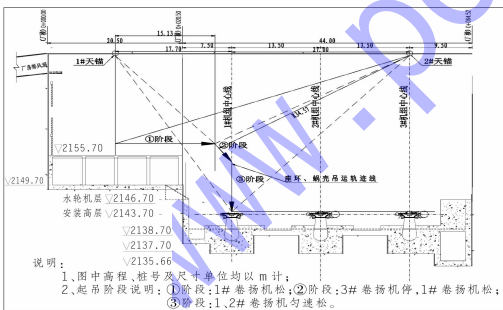 15.13
20.50
44.00
17.70
7.50
13.50
27.00
13.50
9.50
1#天锚
2#天锚
1#机组中心线
2#机组中心线
3#机组中心线
①阶段
②阶段
③阶段
座环、蜗壳吊运轨迹线
▽2155.70
▽2149.70
水轮机层▽2146.70
安装高层▽2143.70
▽2138.70
▽2137.70
▽2135.66
说明：
1、图中高程、桩号及尺寸单位均以m计；
2、起吊阶段说明：①阶段：1#卷扬机松；②阶段：3#卷扬机停，1#卷扬机松；
③阶段：1、2#卷扬机匀速松。
www.po